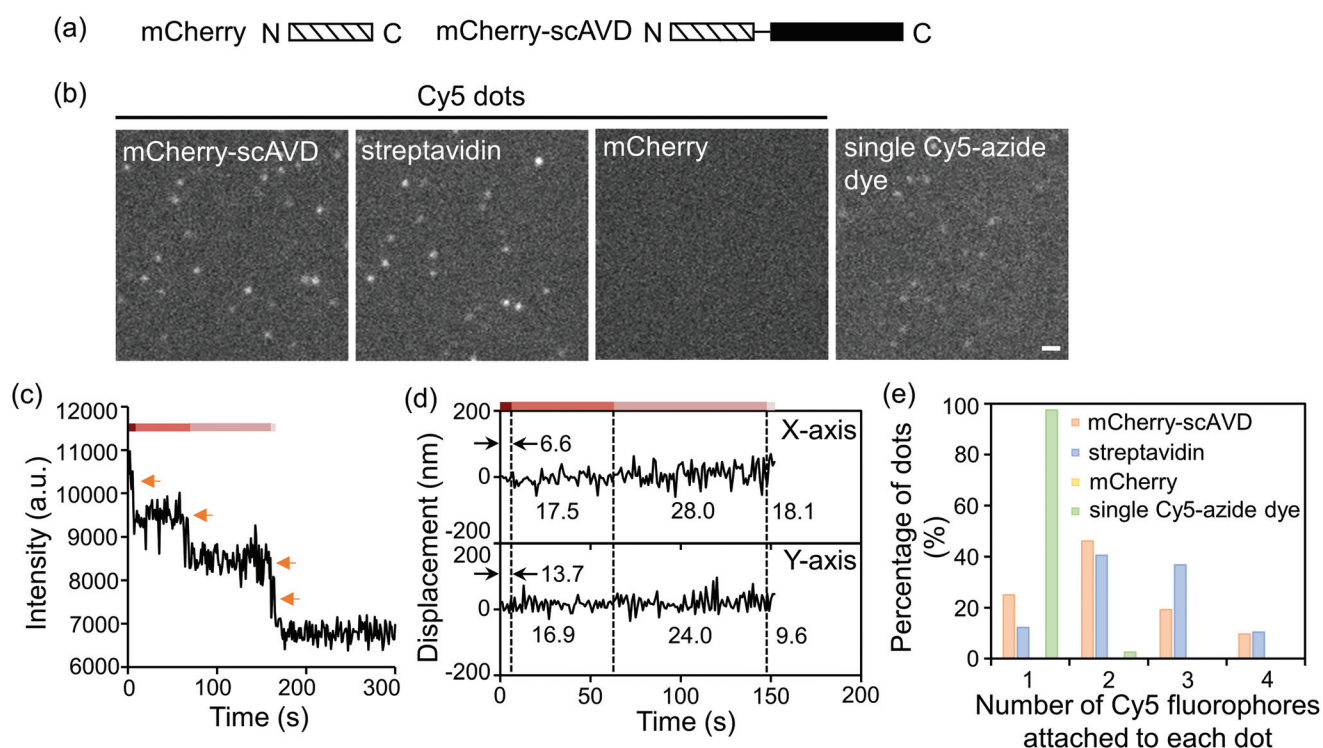 (a)
mCherry N C
mCherry-scAVD N C
(b)
Cy5 dots
mCherry-scAVD
streptavidin
mCherry
single Cy5-azide
dye
(c)
12000
11000
10000
9000
8000
7000
6000
Intensity (a.u.)
0 100 200 300
Time (s)
(d)
200
0
-200
200
0
-200
Displacement (nm)
X-axis
6.6
17.5 28.0 18.1
Y-axis
13.7
16.9 24.0 9.6
0 50 100 150 200
Time (s)
(e)
100
80
60
40
20
0
Percentage of dots
(%)
mCherry-scAVD
streptavidin
mCherry
single Cy5-azide dye
1 2 3 4
Number of Cy5 fluorophores
attached to each dot